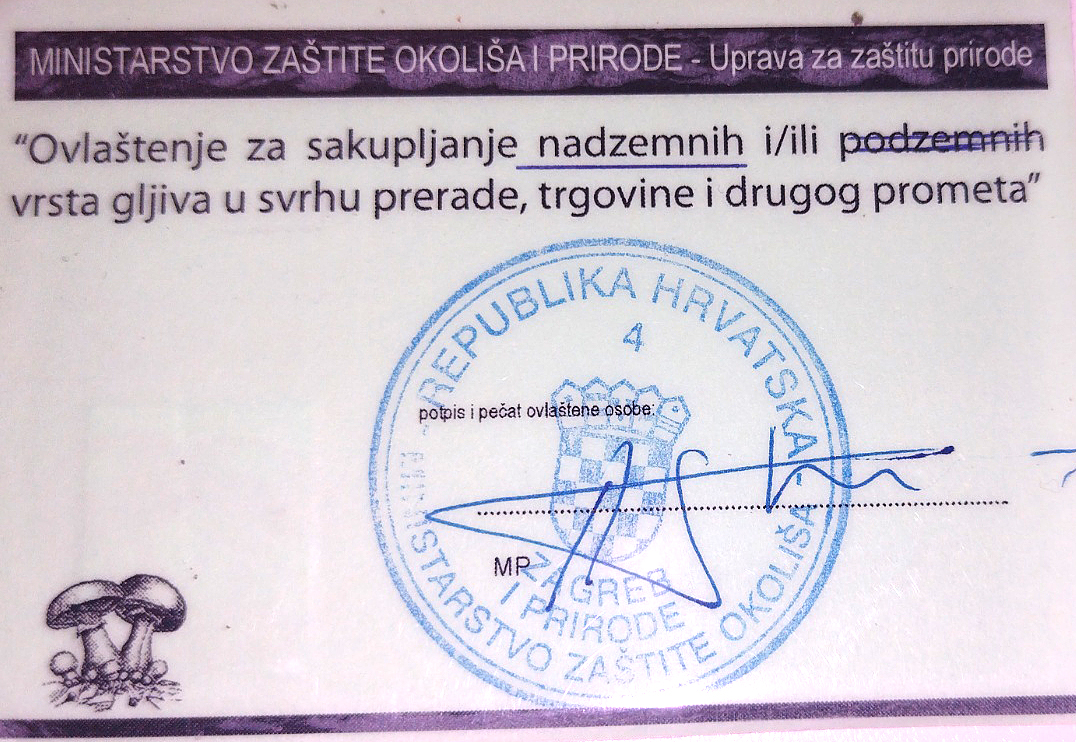 MINISTARSTVO ZAŠTITE OKOLIŠA I PRIRODE - Uprava za zaštitu prirode
“Ovlaštenje za sakupljanje nadzemnih i/ili podzemnih
vrsta gljiva u svrhu prerade, trgovine i drugog prometa”
REPUBLIKA HRVATSKA
4
potpis i pečat ovlaštene osobe:
MP
ZAGREB
I PRIRODE
MINISTARSTVO ZAŠTITE OKOLIŠA